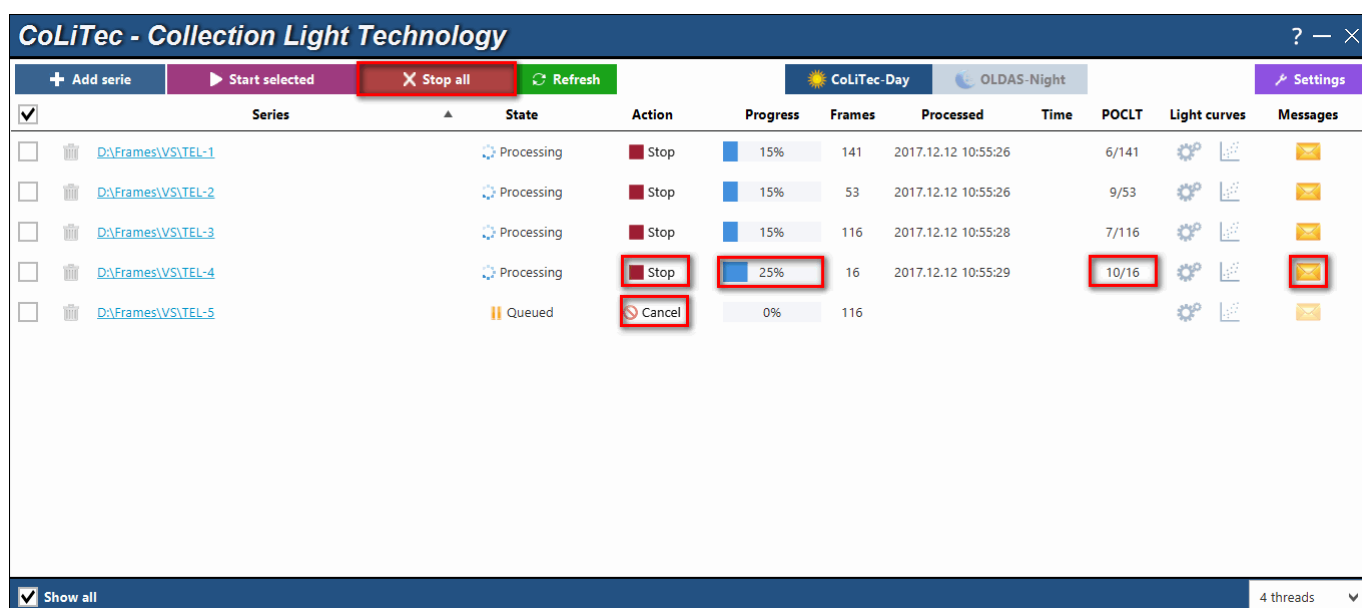 CoLiTec - Collection Light Technology ? — ×
Add serie Start selected Stop all Refresh CoLiTec-Day OLDAS-Night Settings
Series State Action Progress Frames Processed Time POCLT Light curves Messages
D:\Frames\VS\TEL-1 Processing Stop 15% 141 2017.12.12 10:55:26 6/141
D:\Frames\VS\TEL-2 Processing Stop 15% 53 2017.12.12 10:55:26 9/53
D:\Frames\VS\TEL-3 Processing Stop 15% 116 2017.12.12 10:55:28 7/116
D:\Frames\VS\TEL-4 Processing Stop 25% 16 2017.12.12 10:55:29 10/16
D:\Frames\VS\TEL-5 Queued Cancel 0% 116
Show all 4 threads